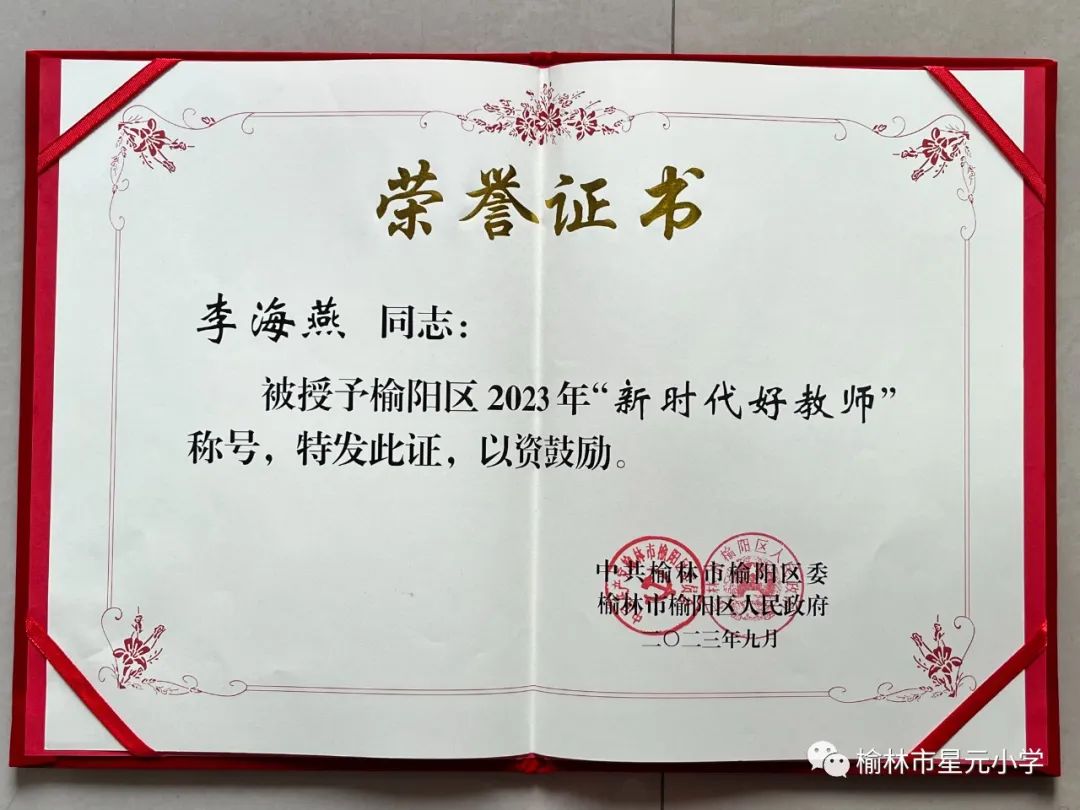 荣誉证书
李海燕 同志：
被授予榆阳区 2023年“新时代好教师”
称号，特发此证，以资鼓励。
中共榆林市榆阳区委
榆林市榆阳区人民政府
二〇二三年九月
榆林市星元小学